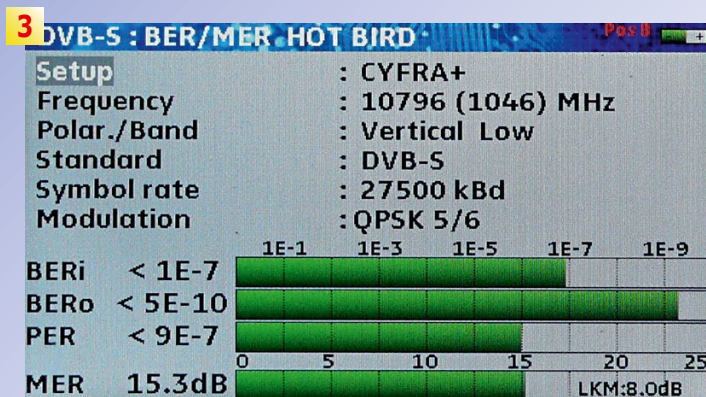 3
DVB-S : BER/MER HOT BIRD Pos B +
Setup : CYFRA+
Frequency : 10796 (1046) MHz
Polar./Band : Vertical Low
Standard : DVB-S
Symbol rate : 27500 kBd
Modulation : QPSK 5/6
1E-1 1E-3 1E-5 1E-7 1E-9
BERi < 1E-7
BERo < 5E-10
PER < 9E-7
0 5 10 15 20 25
MER 15.3dB LKM:8.0dB